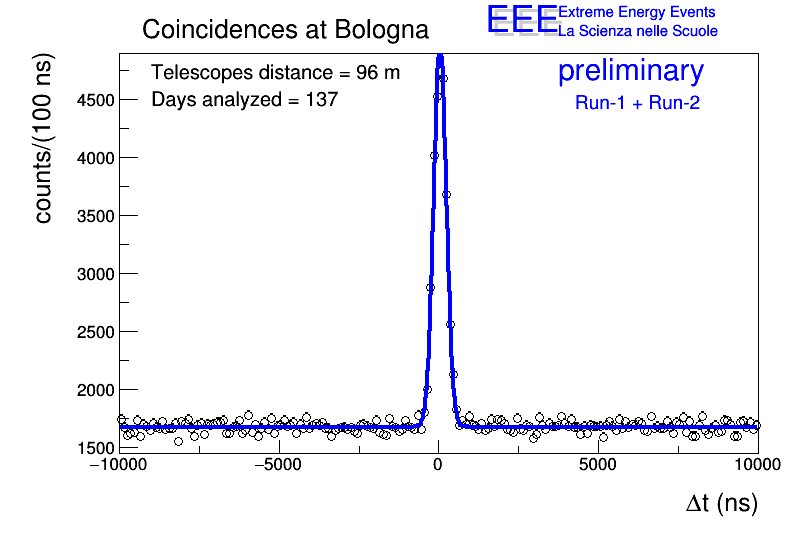 Coincidences at Bologna
EEE
Extreme Energy Events
La Scienza nelle Scuole
Telescopes distance = 96 m
Days analyzed = 137
preliminary
Run-1 + Run-2
counts/(100 ns)
4500
4000
3500
3000
2500
2000
1500
−10000
−5000
0
5000
10000
Δt (ns)